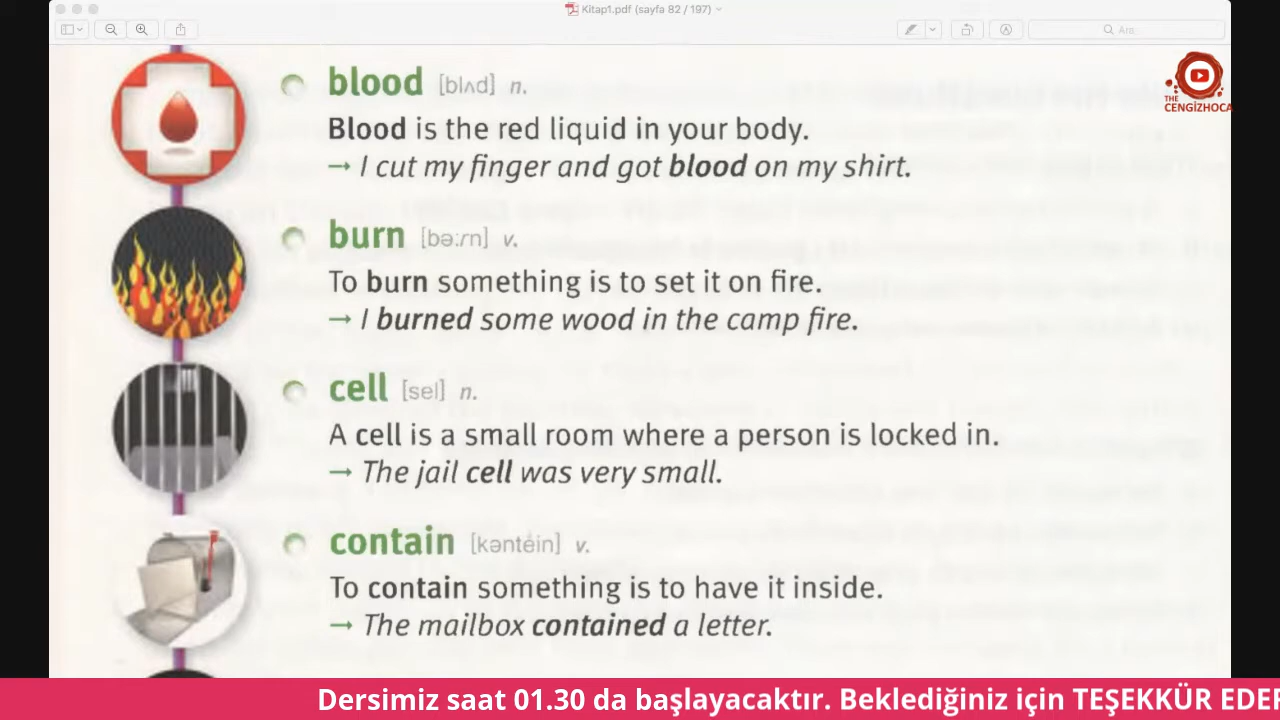 Kitap1.pdf (sayfa 82 / 197)
Ara
THE
CENGİZHOCA
blood [blʌd] n.
Blood is the red liquid in your body.
→ I cut my finger and got blood on my shirt.
burn [bəːrn] v.
To burn something is to set it on fire.
→ I burned some wood in the camp fire.
cell [sel] n.
A cell is a small room where a person is locked in.
→ The jail cell was very small.
contain [kəntéin] v.
To contain something is to have it inside.
→ The mailbox contained a letter.
Dersimiz saat 01.30 da başlayacaktır. Beklediğiniz için TEŞEKKÜR EDER